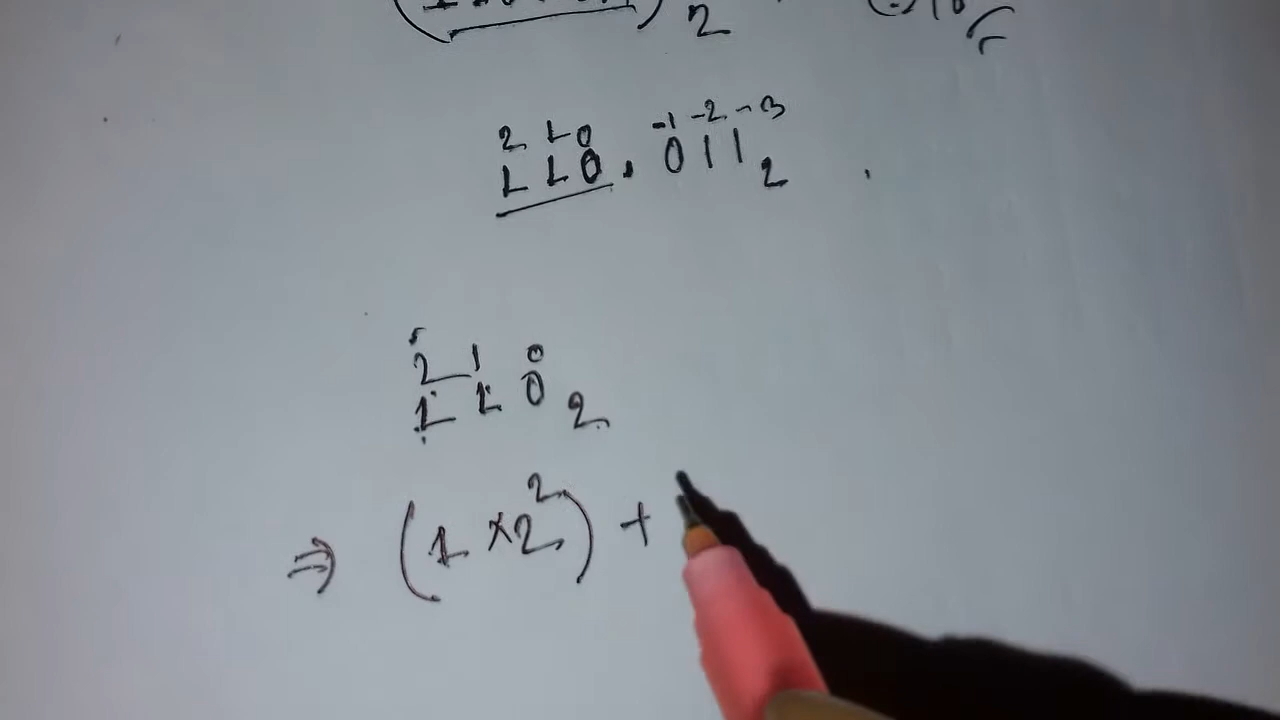 2
2 1 0 -1 -2 -3
1 1 0 . 0 1 1 2
2 1 0
1 1 0 2
⇒ (1 × 2²) +